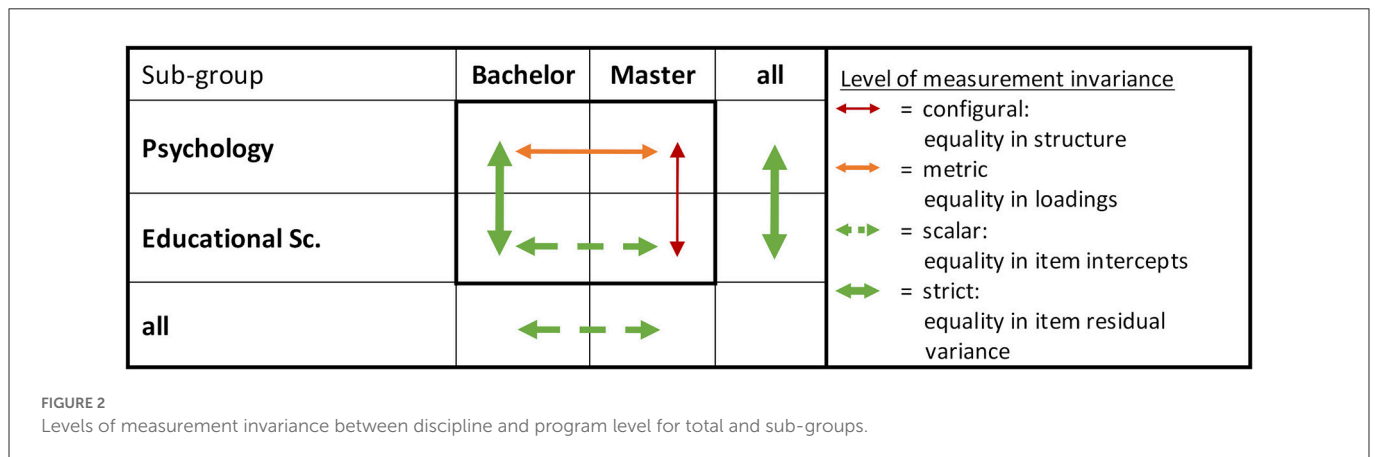 Sub-group Bachelor Master all
Psychology
Educational Sc.
all
Level of measurement invariance
= configural:
equality in structure
= metric
equality in loadings
= scalar:
equality in item intercepts
= strict:
equality in item residual
variance
FIGURE 2
Levels of measurement invariance between discipline and program level for total and sub-groups.